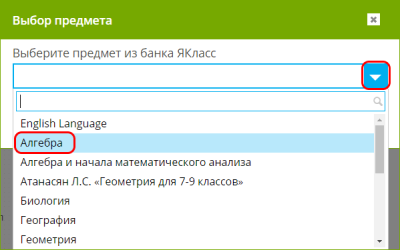 Выбор предмета
Выберите предмет из банка ЯКласс
English Language
Алгебра
Алгебра и начала математического анализа
Атанасян Л.С. «Геометрия для 7-9 классов»
Биология
География
Геометрия